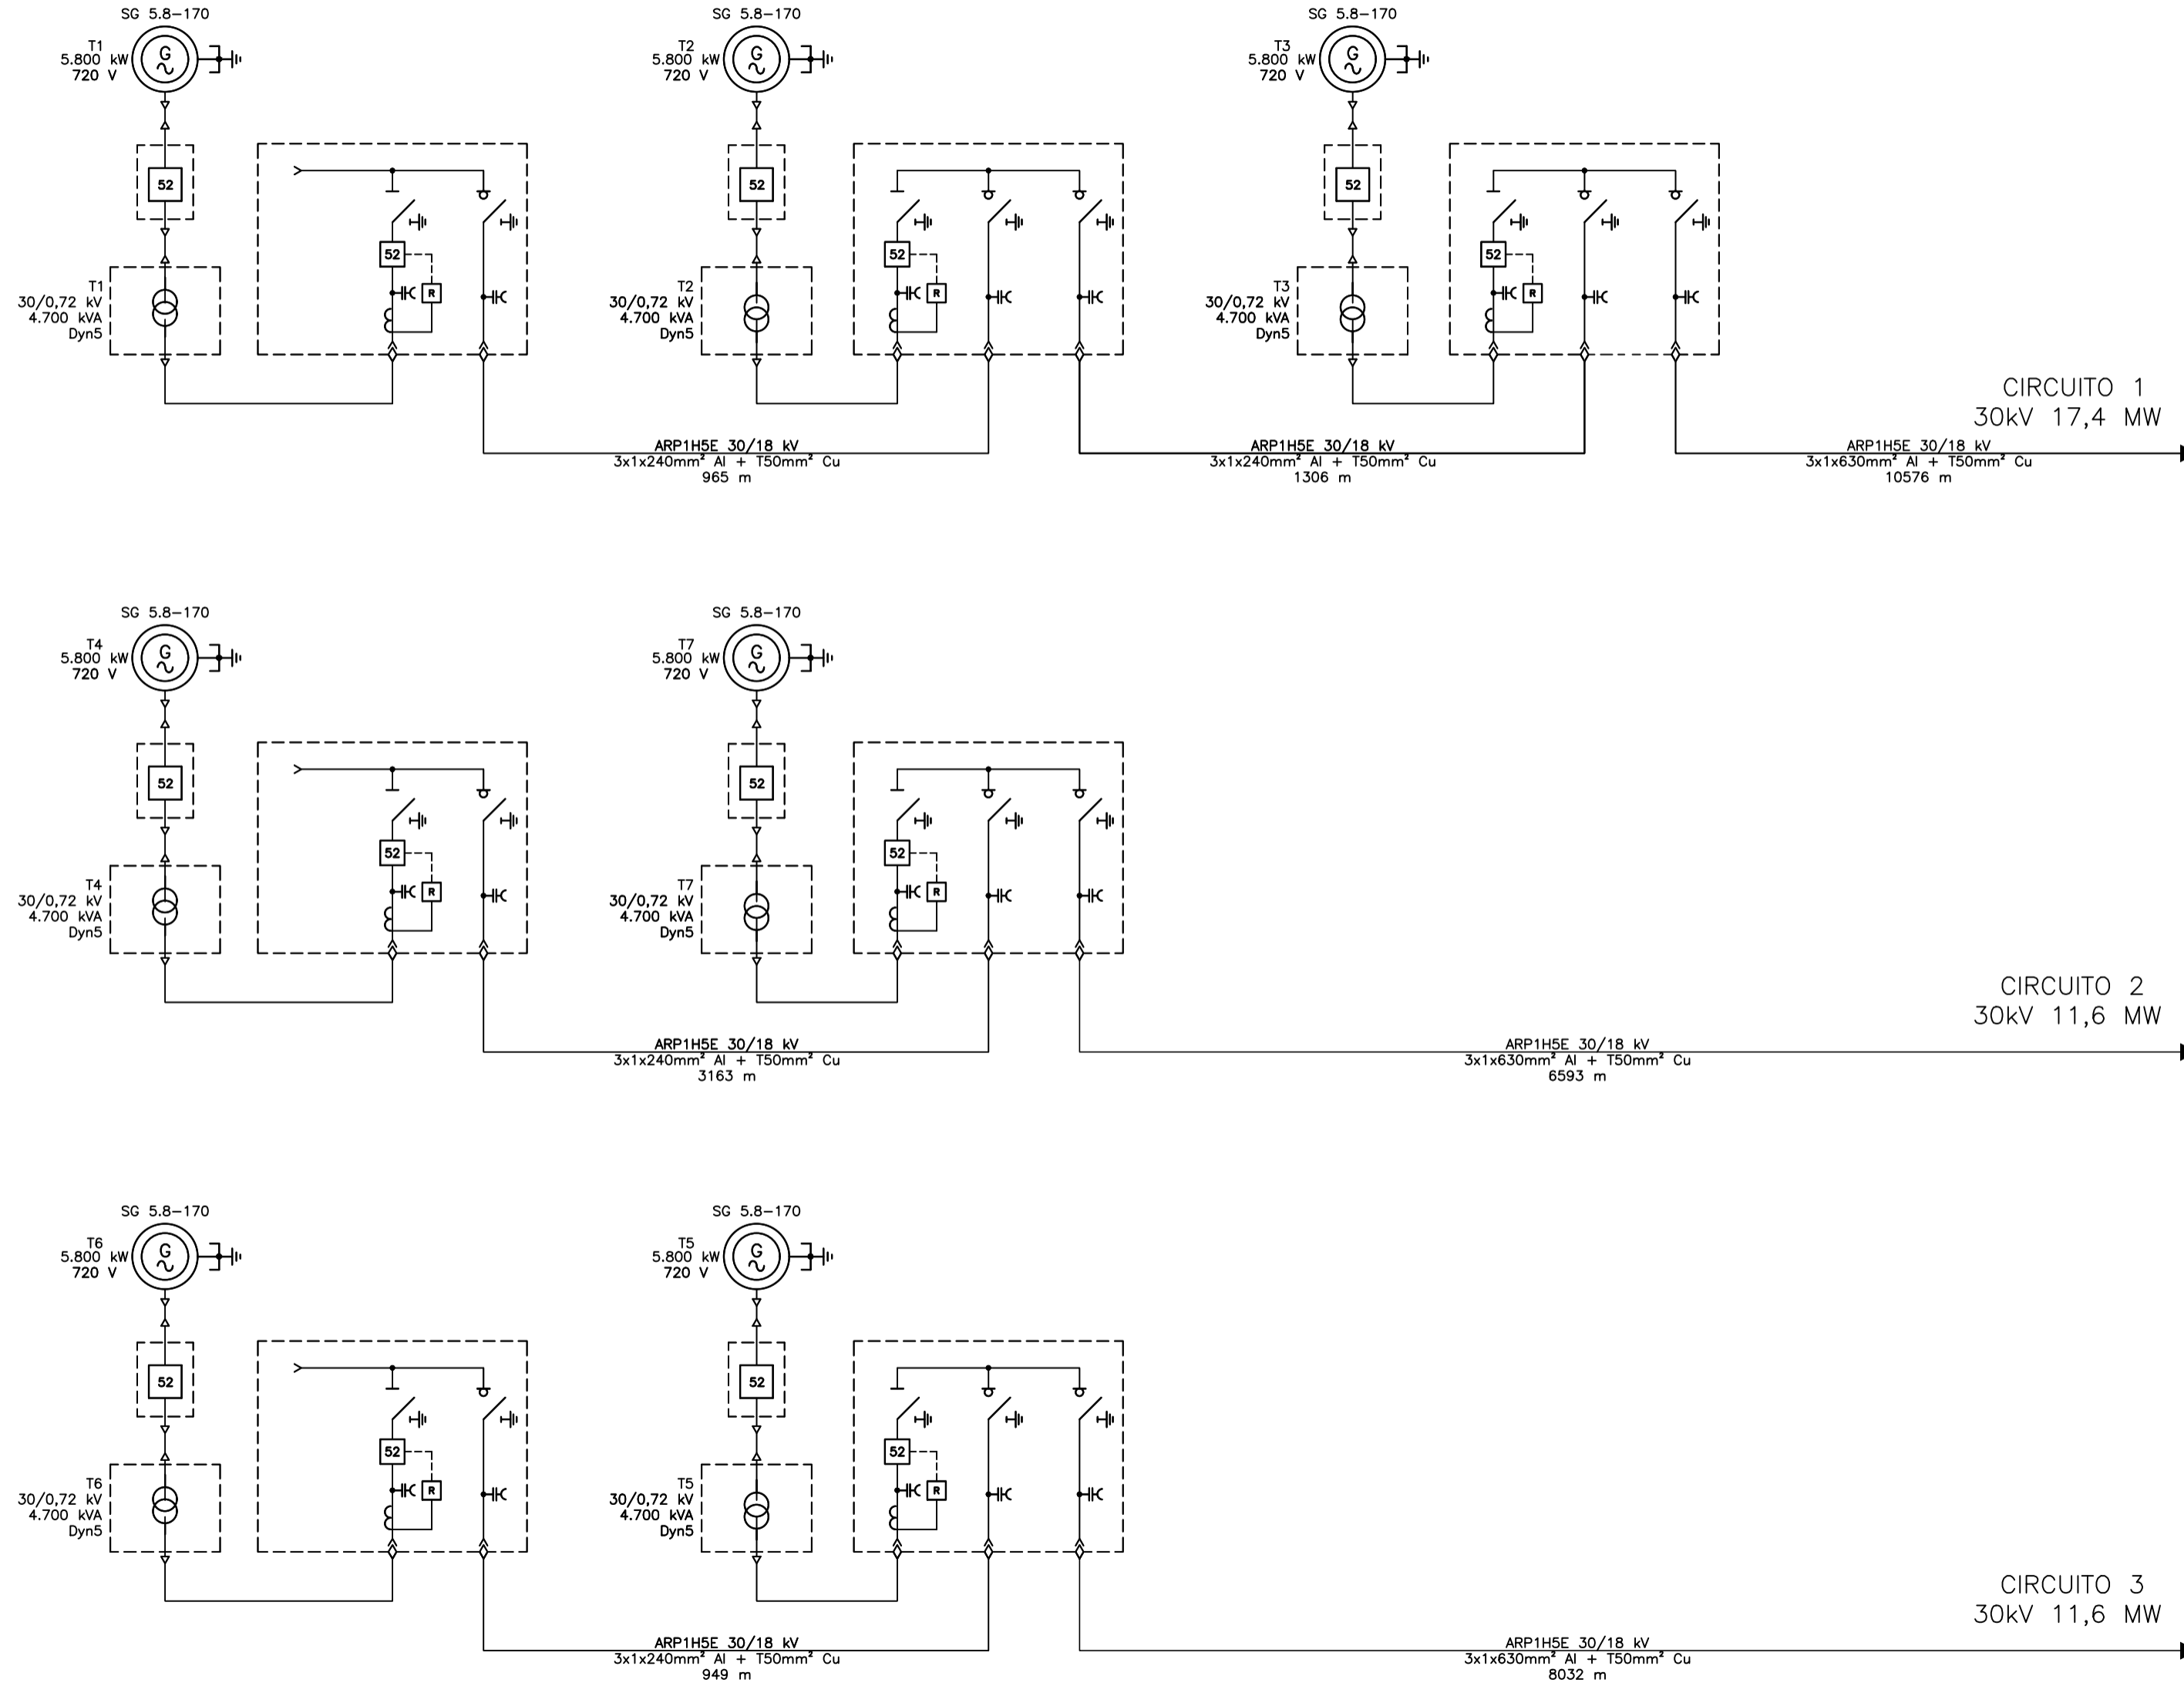 SG 5.8-170
T1
5.800 kW
720 V
G
52
T1
30/0,72 kV
4.700 kVA
Dyn5
52
R
SG 5.8-170
T2
5.800 kW
720 V
G
52
T2
30/0,72 kV
4.700 kVA
Dyn5
52
R
SG 5.8-170
T3
5.800 kW
720 V
G
52
T3
30/0,72 kV
4.700 kVA
Dyn5
52
R
ARP1H5E 30/18 kV
3x1x240mm² Al + T50mm² Cu
965 m
ARP1H5E 30/18 kV
3x1x240mm² Al + T50mm² Cu
1306 m
CIRCUITO 1
30kV 17,4 MW
ARP1H5E 30/18 kV
3x1x630mm² Al + T50mm² Cu
10576 m
SG 5.8-170
T4
5.800 kW
720 V
G
52
T4
30/0,72 kV
4.700 kVA
Dyn5
52
R
SG 5.8-170
T7
5.800 kW
720 V
G
52
T7
30/0,72 kV
4.700 kVA
Dyn5
52
R
ARP1H5E 30/18 kV
3x1x240mm² Al + T50mm² Cu
3163 m
CIRCUITO 2
30kV 11,6 MW
ARP1H5E 30/18 kV
3x1x630mm² Al + T50mm² Cu
6593 m
SG 5.8-170
T6
5.800 kW
720 V
G
52
T6
30/0,72 kV
4.700 kVA
Dyn5
52
R
SG 5.8-170
T5
5.800 kW
720 V
G
52
T5
30/0,72 kV
4.700 kVA
Dyn5
52
R
ARP1H5E 30/18 kV
3x1x240mm² Al + T50mm² Cu
949 m
CIRCUITO 3
30kV 11,6 MW
ARP1H5E 30/18 kV
3x1x630mm² Al + T50mm² Cu
8032 m